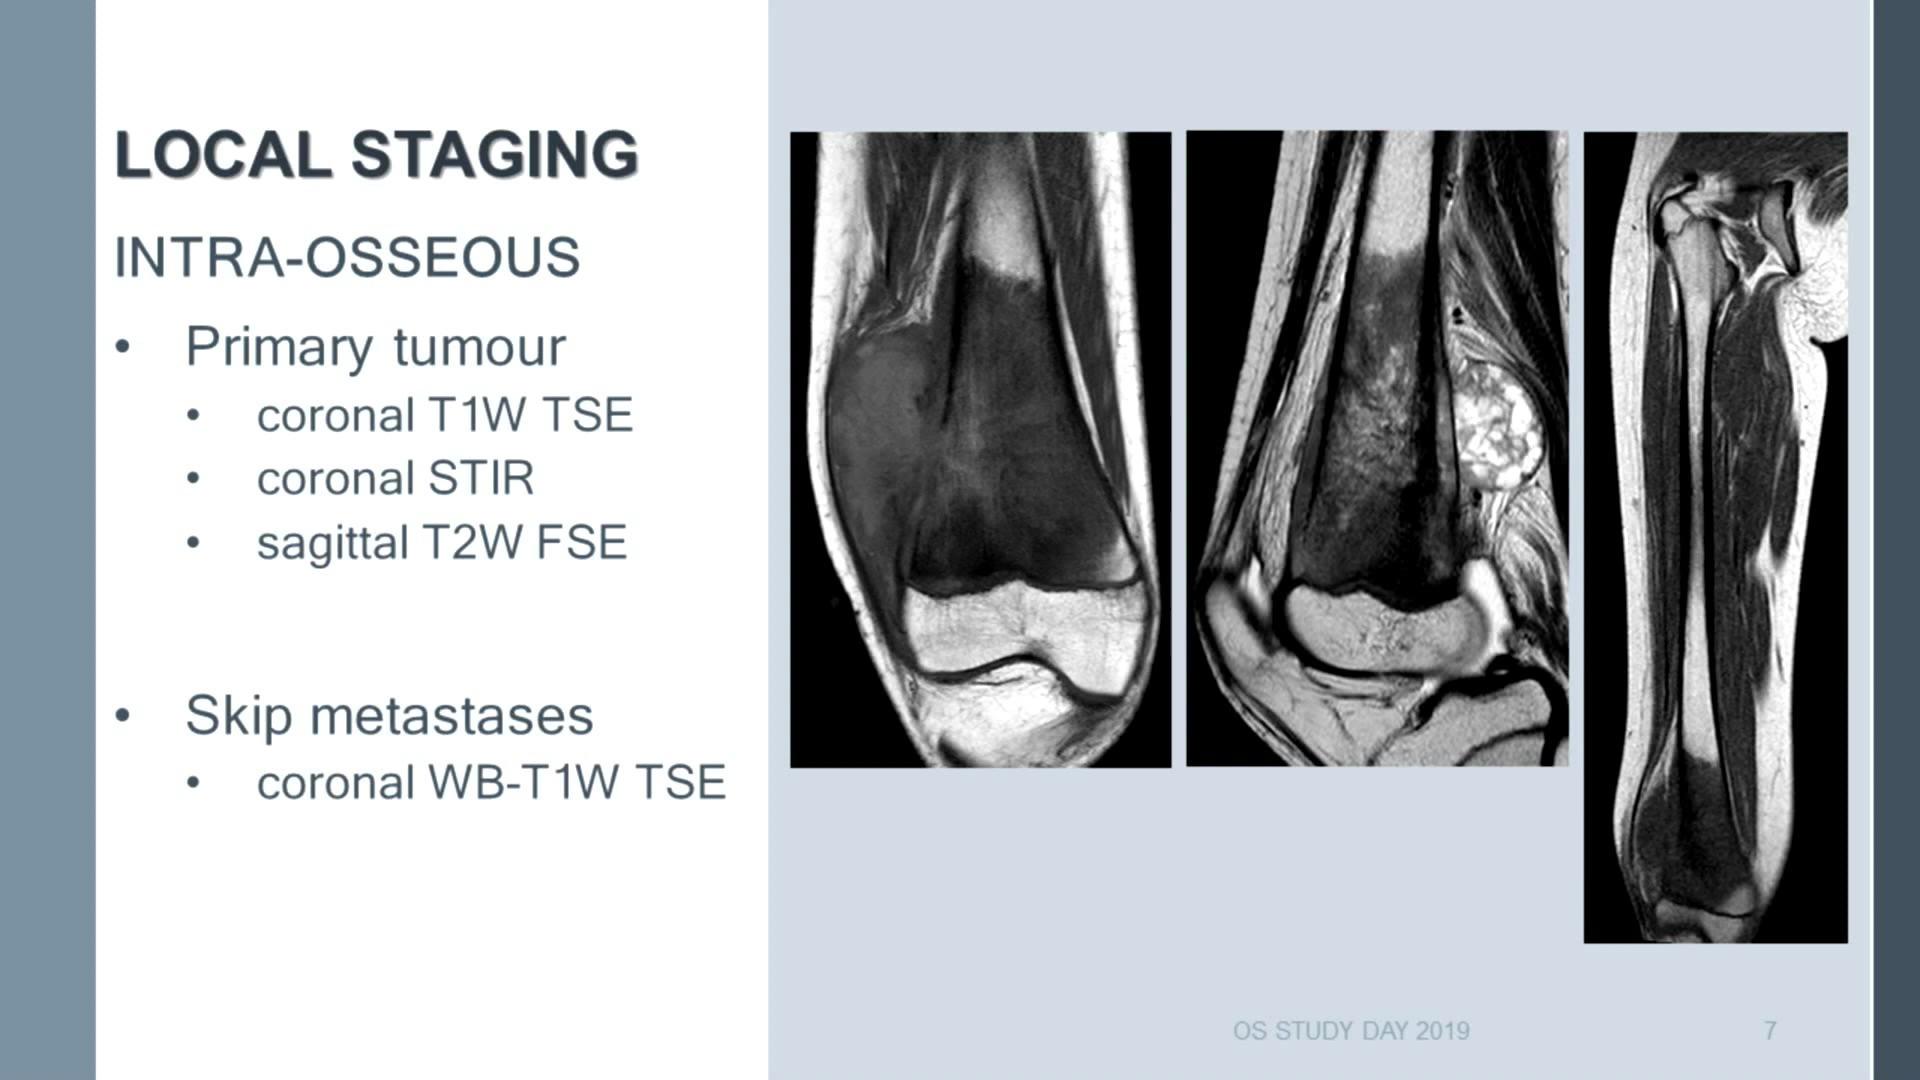 LOCAL STAGING
INTRA-OSSEOUS
• Primary tumour
• coronal T1W TSE
• coronal STIR
• sagittal T2W FSE
• Skip metastases
• coronal WB-T1W TSE
OS STUDY DAY 2019
7